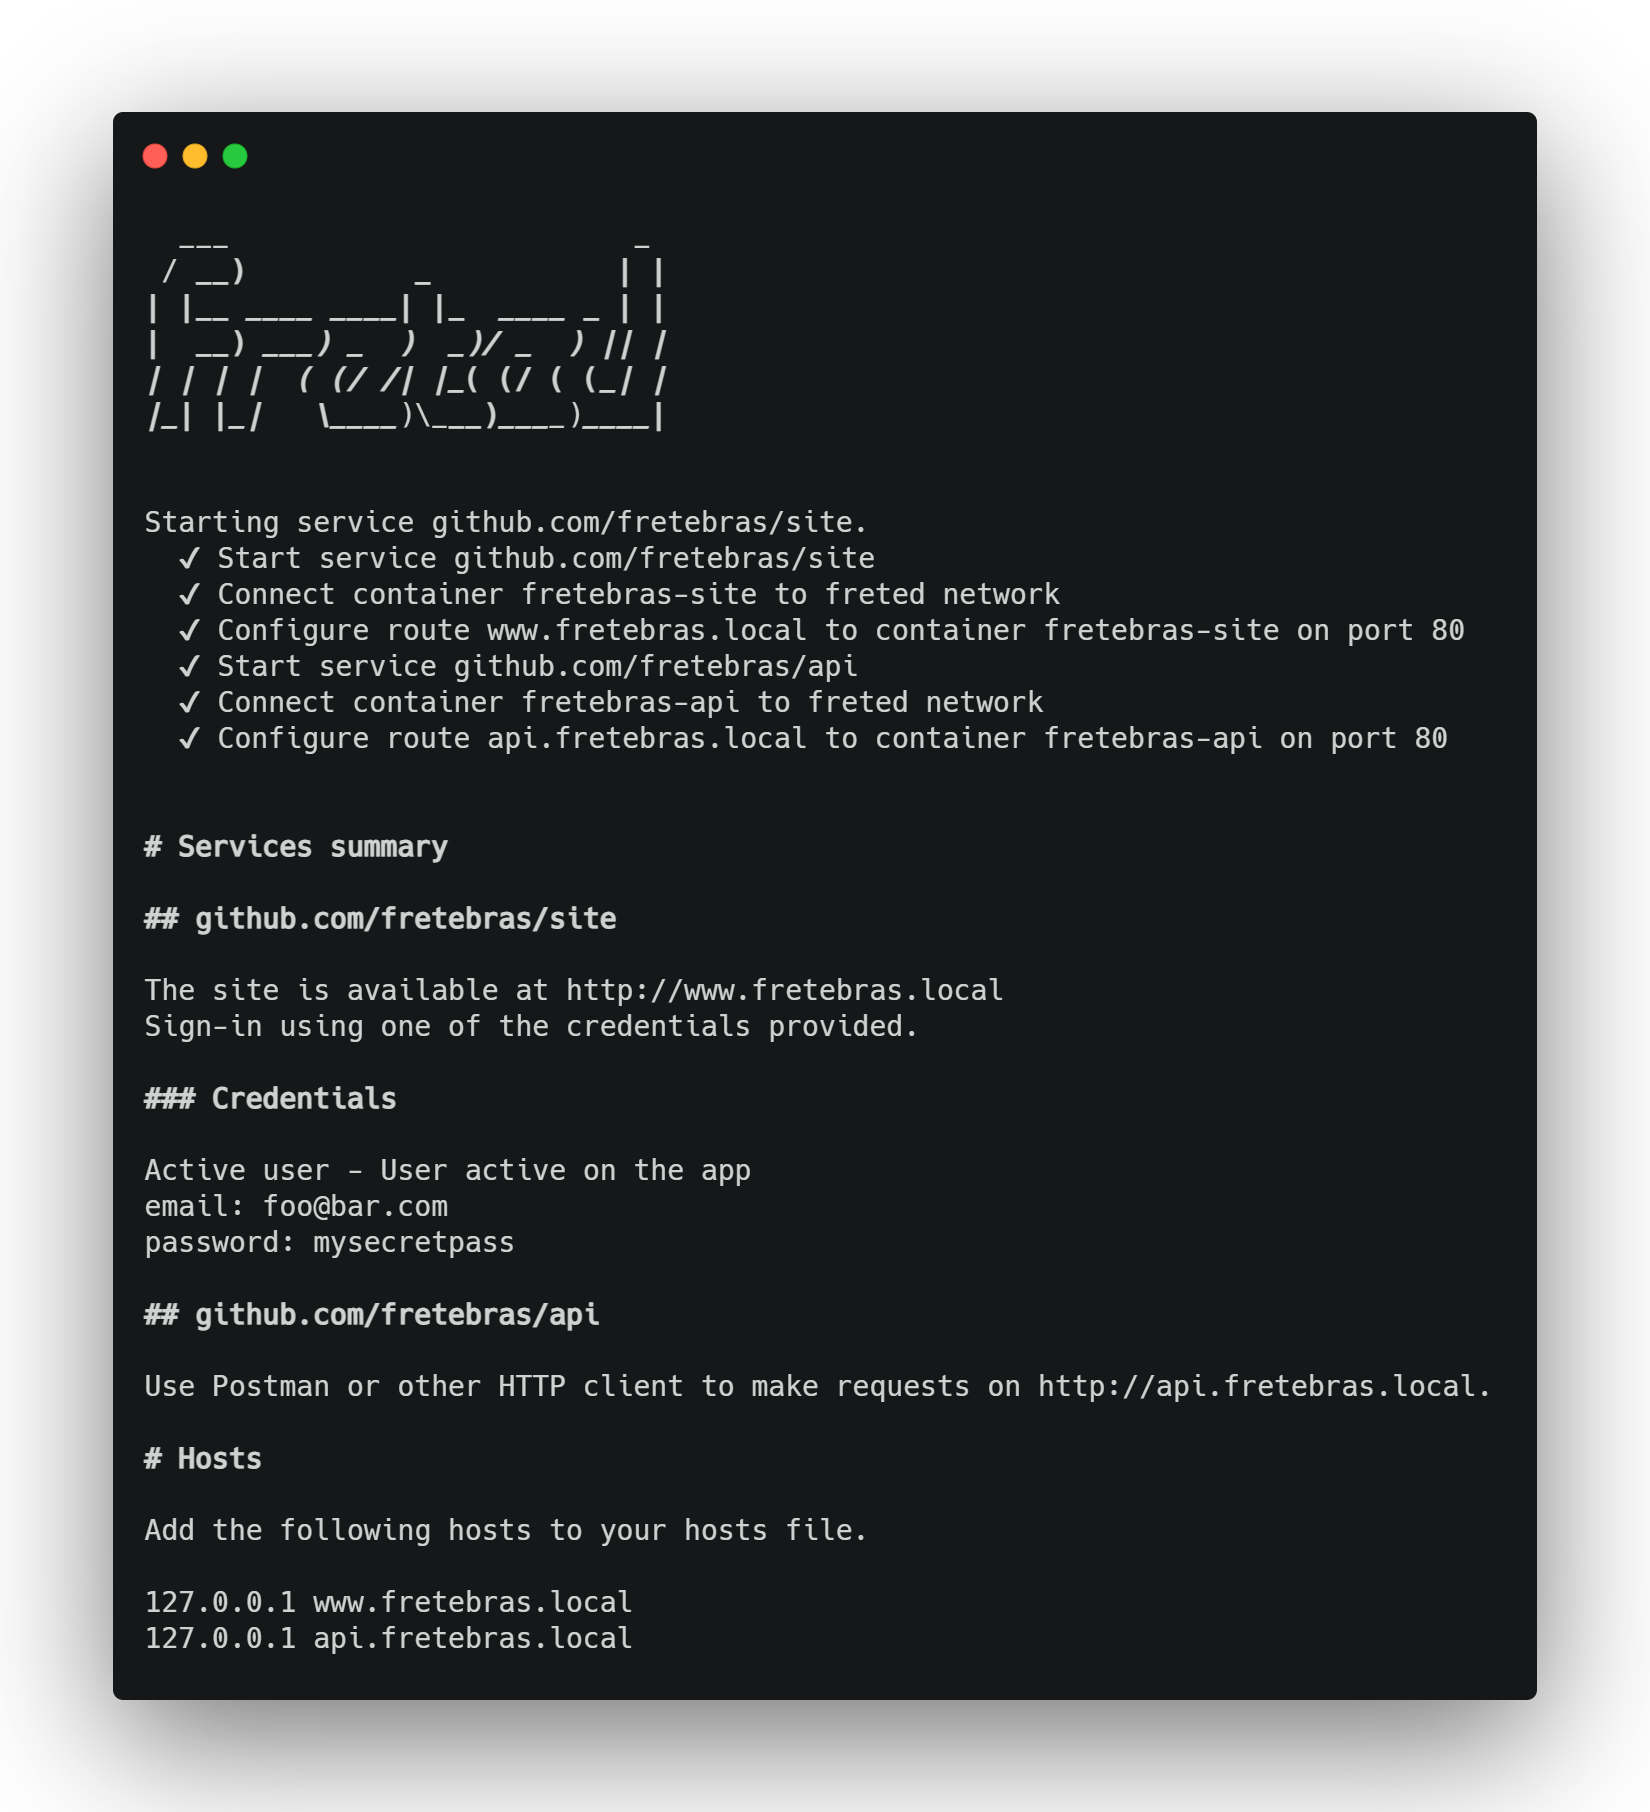 ___                        _
 / __)          _           | |
| |__ ____ ____| |_  ____ _ | |
|  __) ___) _  )  _)/ _  ) || |
| | | |  ( (/ /| |_( (/ ( (_| |
|_| |_|   \____)\___)____)____|
Starting service github.com/fretebras/site.
✓ Start service github.com/fretebras/site
✓ Connect container fretebras-site to freted network
✓ Configure route www.fretebras.local to container fretebras-site on port 80
✓ Start service github.com/fretebras/api
✓ Connect container fretebras-api to freted network
✓ Configure route api.fretebras.local to container fretebras-api on port 80
# Services summary
## github.com/fretebras/site
The site is available at http://www.fretebras.local
Sign-in using one of the credentials provided.
### Credentials
Active user - User active on the app
email: foo@bar.com
password: mysecretpass
## github.com/fretebras/api
Use Postman or other HTTP client to make requests on http://api.fretebras.local.
# Hosts
Add the following hosts to your hosts file.
127.0.0.1 www.fretebras.local
127.0.0.1 api.fretebras.local